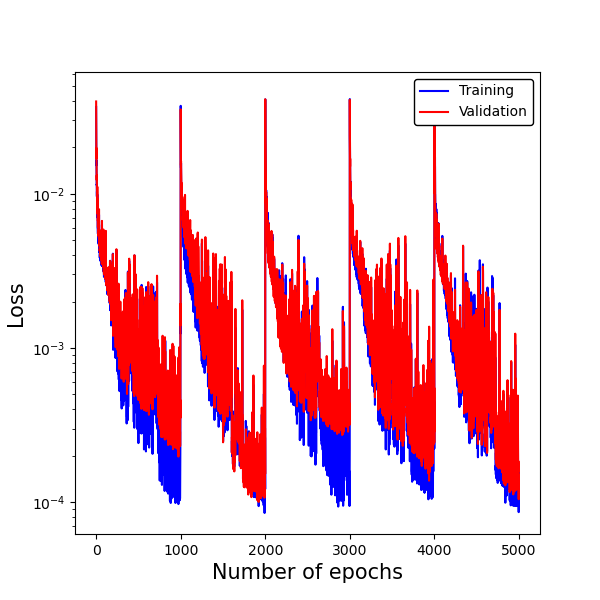 Training
Validation
10⁻²
10⁻³
10⁻⁴
Loss
0 1000 2000 3000 4000 5000
Number of epochs